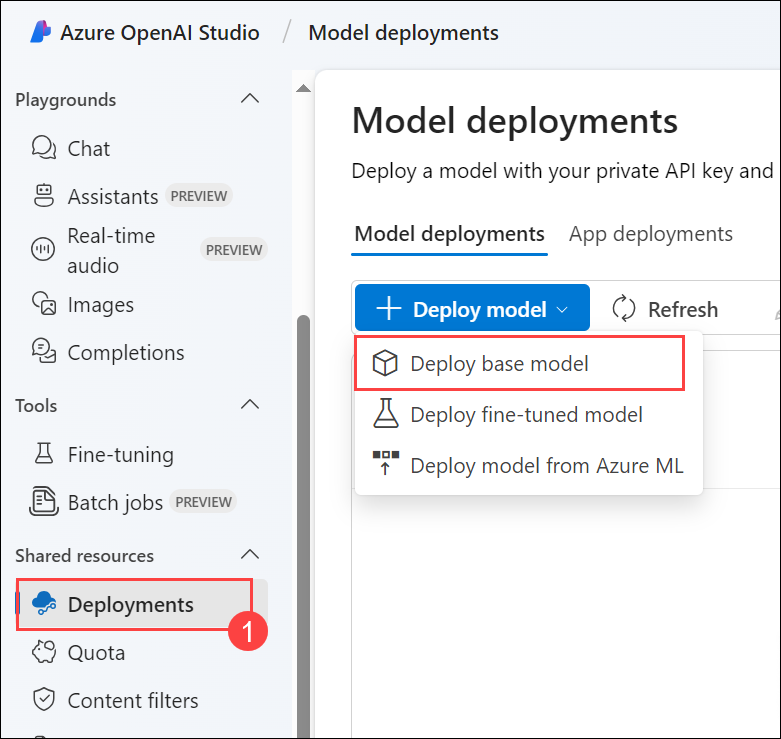 Azure OpenAI Studio / Model deployments
Playgrounds
Chat
Assistants PREVIEW
Real-time
audio
PREVIEW
Images
Completions
Tools
Fine-tuning
Batch jobs PREVIEW
Shared resources
Deployments
1
Quota
Content filters
Model deployments
Deploy a model with your private API key and
Model deployments App deployments
Deploy model Refresh
Deploy base model
Deploy fine-tuned model
Deploy model from Azure ML